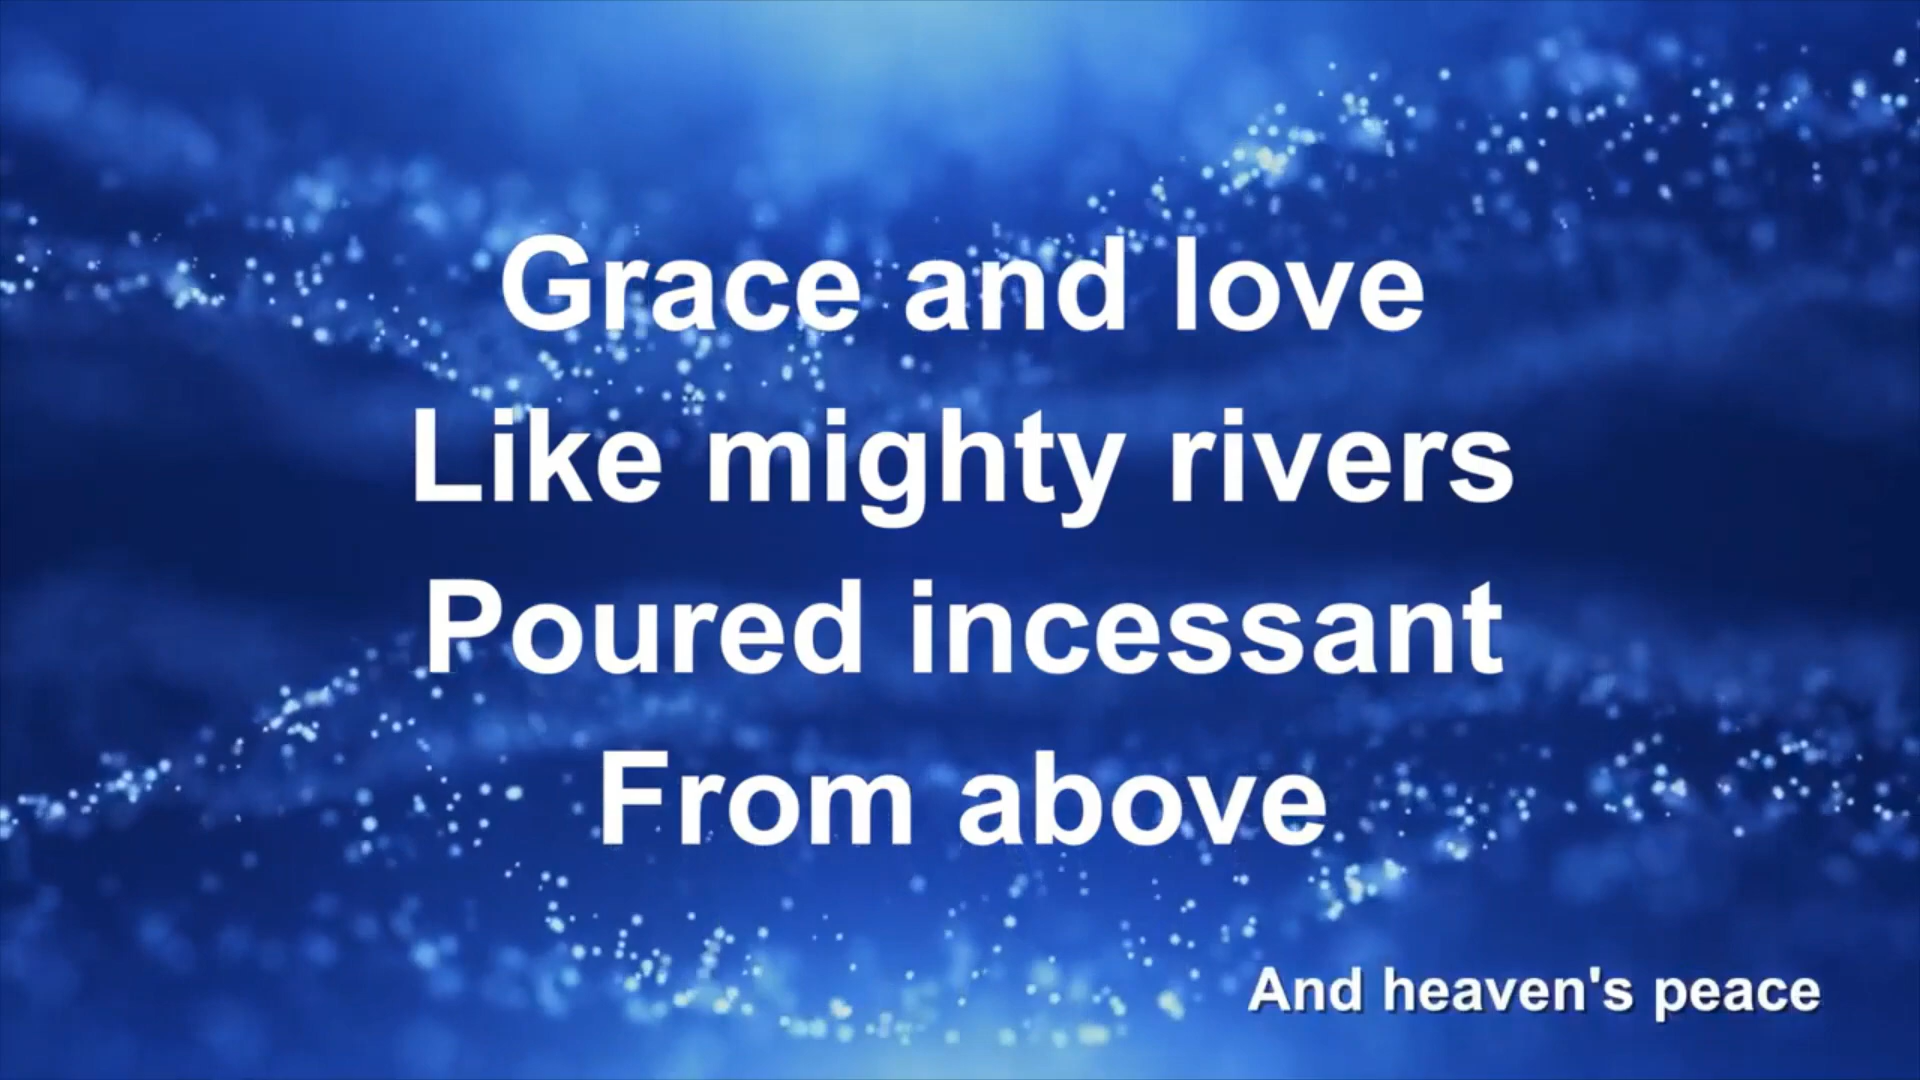 Grace and love
Like mighty rivers
Poured incessant
From above
And heaven's peace